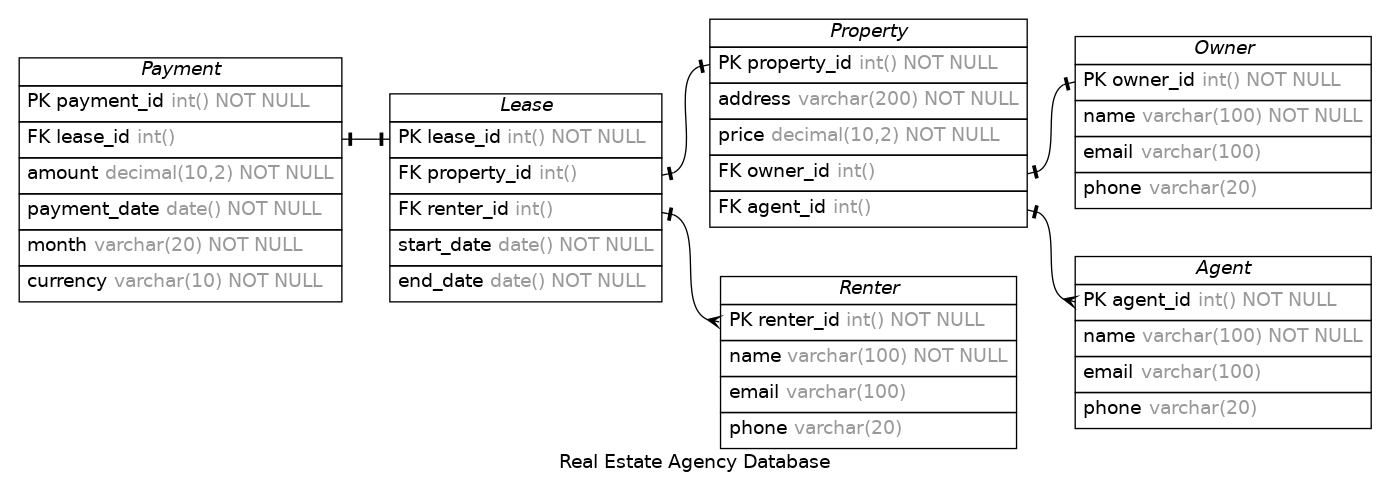 Payment
PK payment_id int() NOT NULL
FK lease_id int()
amount decimal(10,2) NOT NULL
payment_date date() NOT NULL
month varchar(20) NOT NULL
currency varchar(10) NOT NULL
Lease
PK lease_id int() NOT NULL
FK property_id int()
FK renter_id int()
start_date date() NOT NULL
end_date date() NOT NULL
Property
PK property_id int() NOT NULL
address varchar(200) NOT NULL
price decimal(10,2) NOT NULL
FK owner_id int()
FK agent_id int()
Renter
PK renter_id int() NOT NULL
name varchar(100) NOT NULL
email varchar(100)
phone varchar(20)
Owner
PK owner_id int() NOT NULL
name varchar(100) NOT NULL
email varchar(100)
phone varchar(20)
Agent
PK agent_id int() NOT NULL
name varchar(100) NOT NULL
email varchar(100)
phone varchar(20)
Real Estate Agency Database